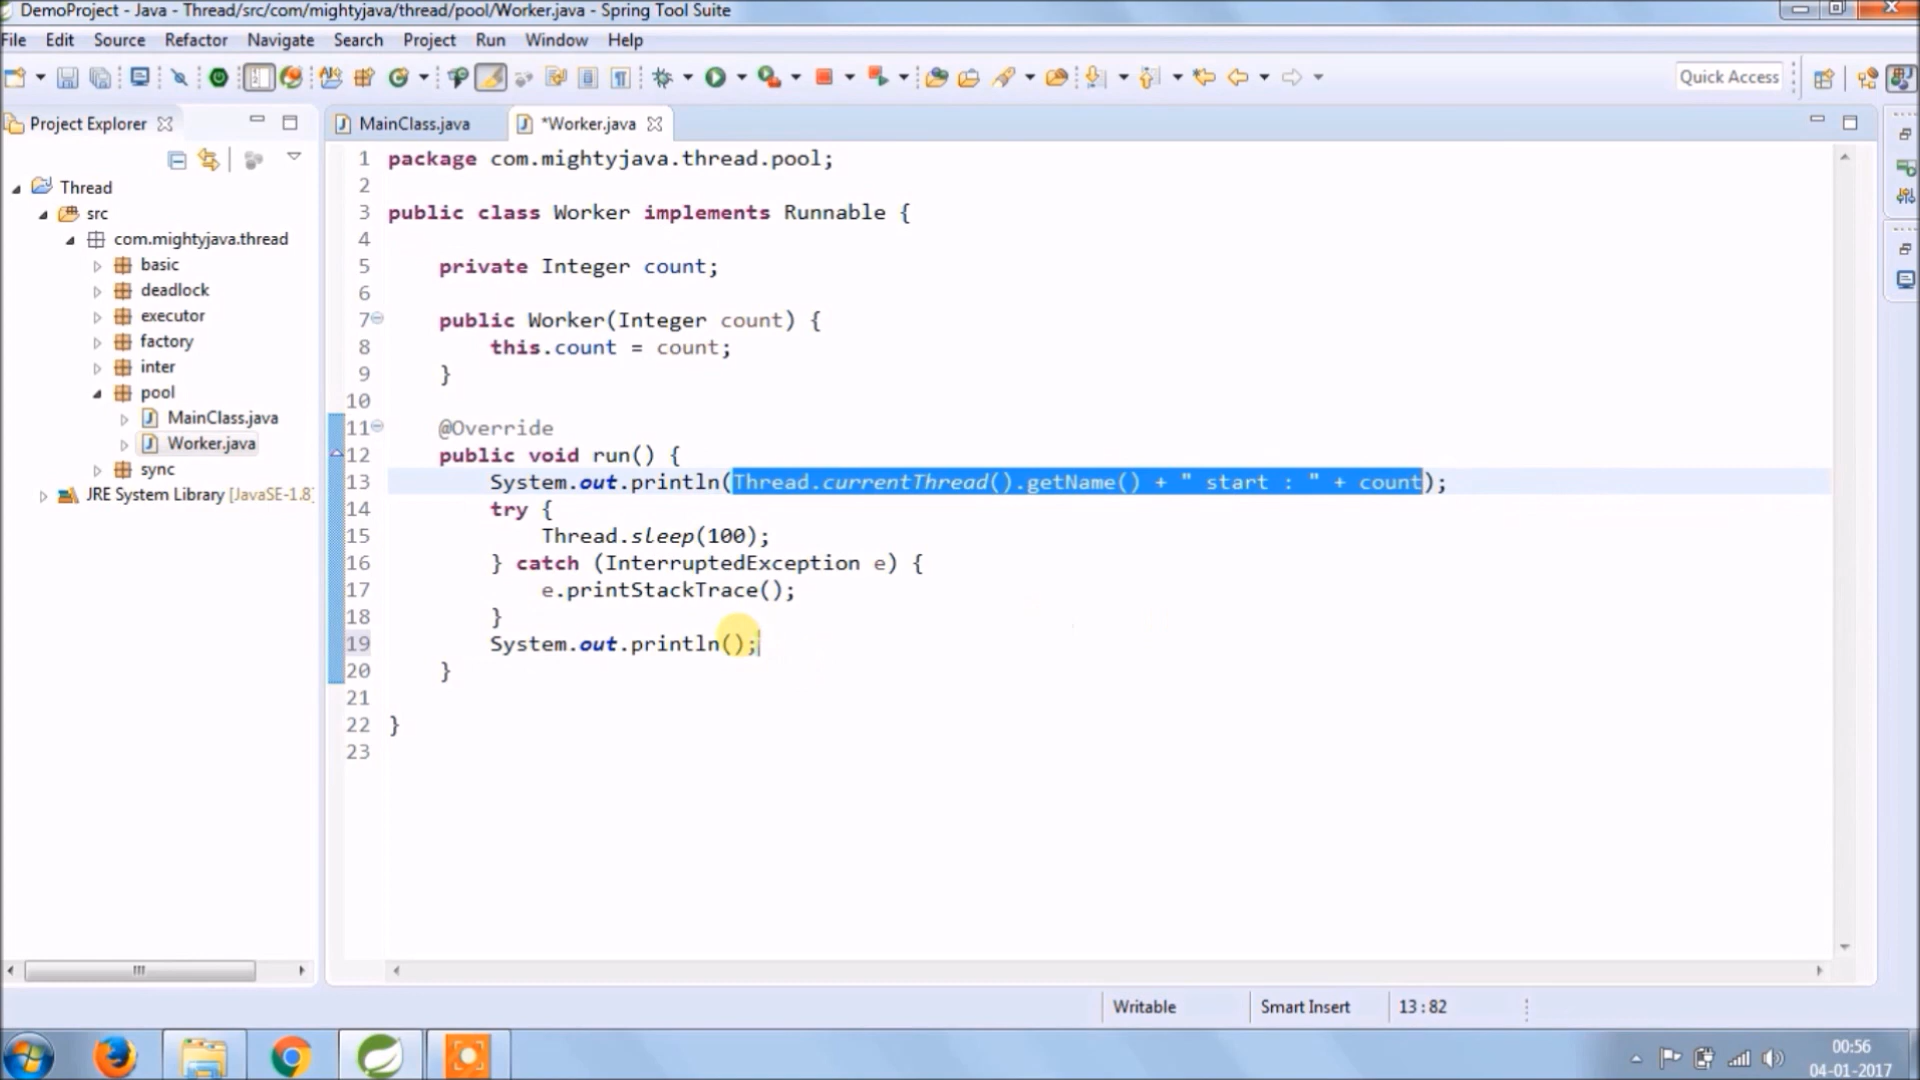 DemoProject - Java - Thread/src/com/mightyjava/thread/pool/Worker.java - Spring Tool Suite
File Edit Source Refactor Navigate Search Project Run Window Help
Quick Access
Project Explorer
MainClass.java
*Worker.java
Thread
src
com.mightyjava.thread
basic
deadlock
executor
factory
inter
pool
MainClass.java
Worker.java
sync
JRE System Library [JavaSE-1.8]
1 package com.mightyjava.thread.pool;
2
3 public class Worker implements Runnable {
4
5 private Integer count;
6
7 public Worker(Integer count) {
8 this.count = count;
9 }
10
11 @Override
12 public void run() {
13 System.out.println(Thread.currentThread().getName() + " start : " + count);
14 try {
15 Thread.sleep(100);
16 } catch (InterruptedException e) {
17 e.printStackTrace();
18 }
19 System.out.println();
20 }
21
22 }
23
Writable Smart Insert 13 : 82
00:56
04-01-2017